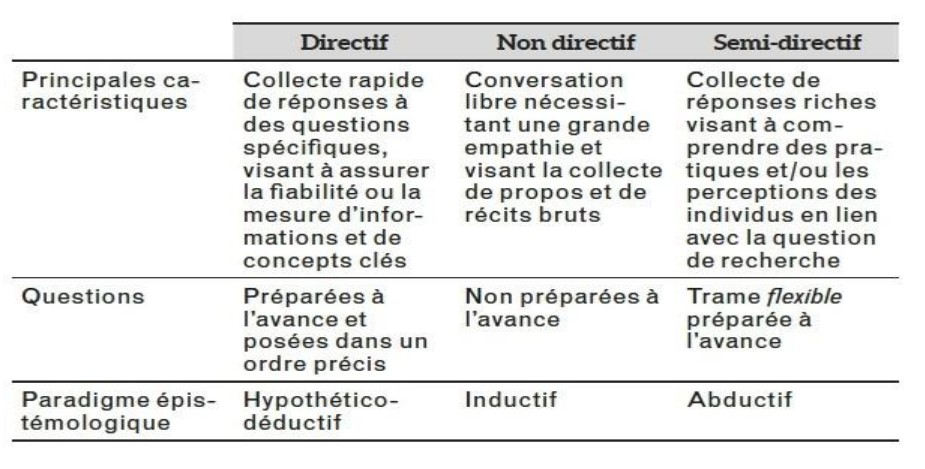 Directif Non directif Semi-directif
Principales ca-
ractéristiques
Collecte rapide
de réponses à
des questions
spécifiques,
visant à assurer
la fiabilité ou la
mesure d'infor-
mations et de
concepts clés
Conversation
libre nécessi-
tant une grande
empathie et
visant la collecte
de propos et de
récits bruts
Collecte de
réponses riches
visant à com-
prendre des pra-
tiques et/ou les
perceptions des
individus en lien
avec la question
de recherche
Questions
Préparées à
l'avance et
posées dans un
ordre précis
Non préparées à
l'avance
Trame flexible
préparée à
l'avance
Paradigme épis-
témologique
Hypothético-
déductif
Inductif
Abductif